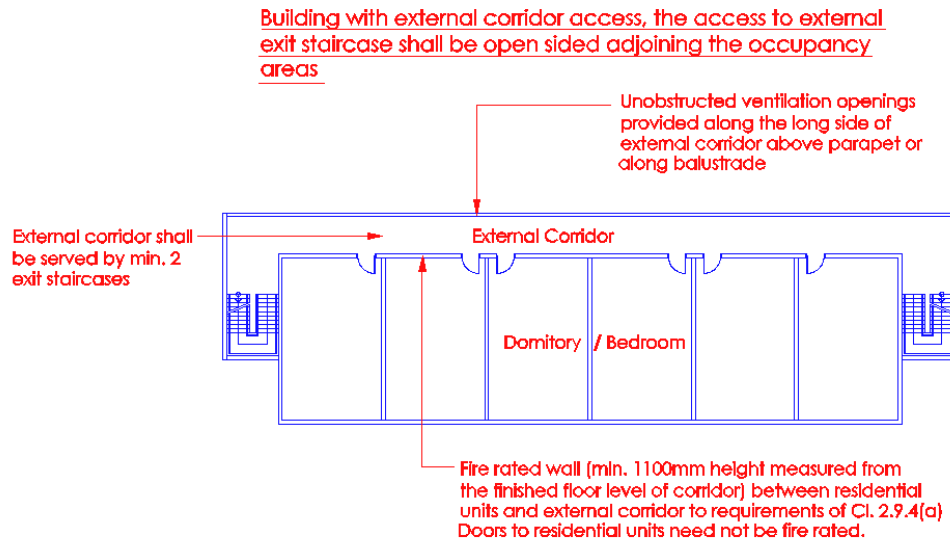 Building with external corridor access, the access to external
exit staircase shall be open sided adjoining the occupancy
areas
Unobstructed ventilation openings
provided along the long side of
external corridor above parapet or
along balustrade
External corridor shall
be served by min. 2
exit staircases
External Corridor
Domitory / Bedroom
Fire rated wall (min. 1100mm height measured from
the finished floor level of corridor) between residential
units and external corridor to requirements of Cl. 2.9.4(a)
Doors to residential units need not be fire rated.